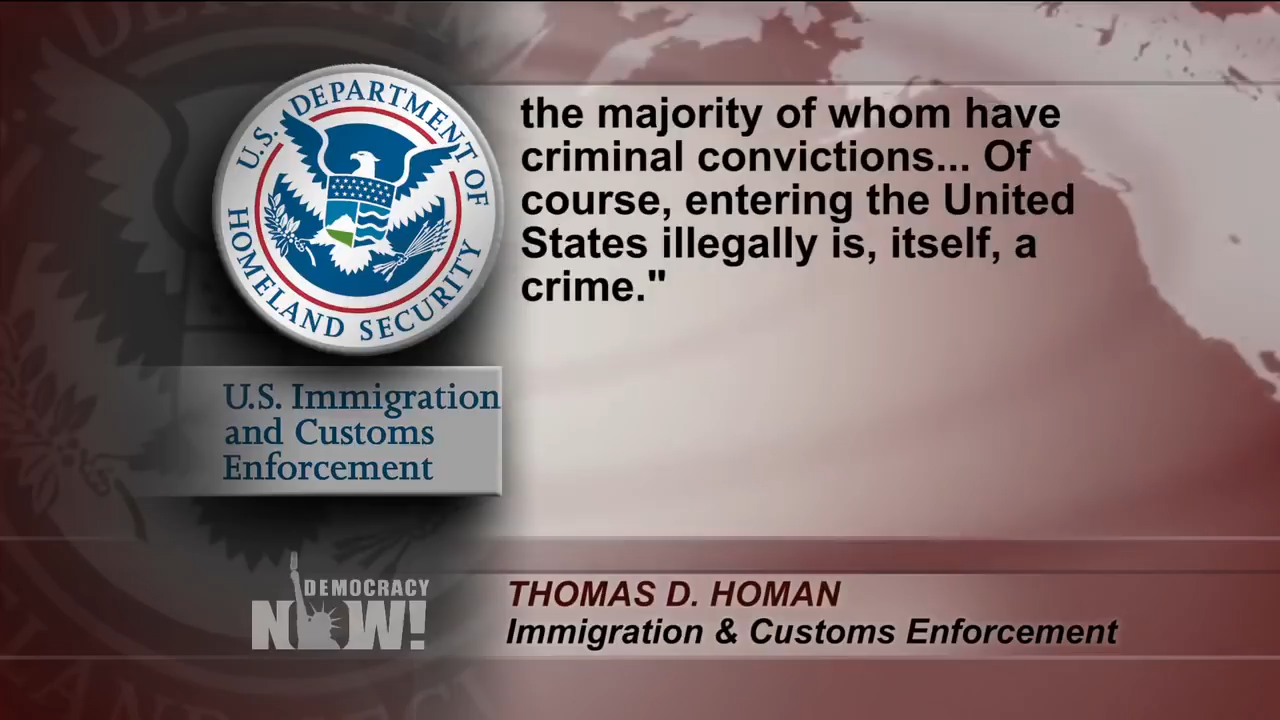 U.S. DEPARTMENT OF
HOMELAND SECURITY
U.S. Immigration
and Customs
Enforcement
the majority of whom have
criminal convictions... Of
course, entering the United
States illegally is, itself, a
crime."
DEMOCRACY
NOW!
THOMAS D. HOMAN
Immigration & Customs Enforcement